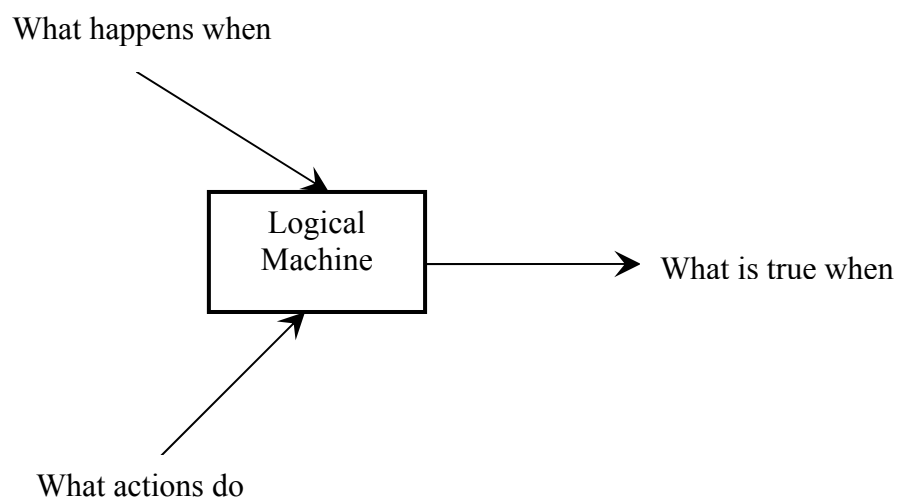 What happens when
Logical
Machine
What is true when
What actions do